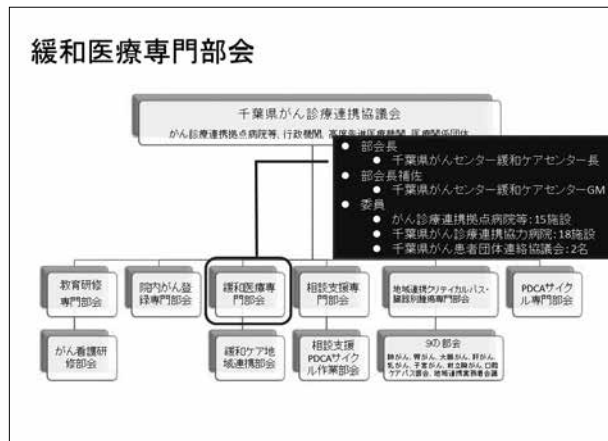 緩和医療専門部会
千葉県がん診療連携協議会
がん診療連携拠点病院等、行政機関、高度先進医療機関、医療関係団体
● 部会長
● 千葉県がんセンター緩和ケアセンター長
● 部会長補佐
● 千葉県がんセンター緩和ケアセンターGM
● 委員
● がん診療連携拠点病院等:15施設
● 千葉県がん診療連携協力病院:18施設
● 千葉県がん患者団体連絡協議会:2名
教育研修
専門部会
院内がん登
録専門部会
緩和医療専
門部会
相談支援専
門部会
地域連携クリティカルパス・
臓器別腫瘍専門部会
PDCAサイク
ル専門部会
がん看護研
修部会
緩和ケア地
域連携部会
相談支援
PDCAサイク
ル作業部会
9の部会
肺がん、胃がん、大腸がん、肝がん、
乳がん、子宮がん、前立腺がん、口腔
ケアパス部会、地域連携実務者会議